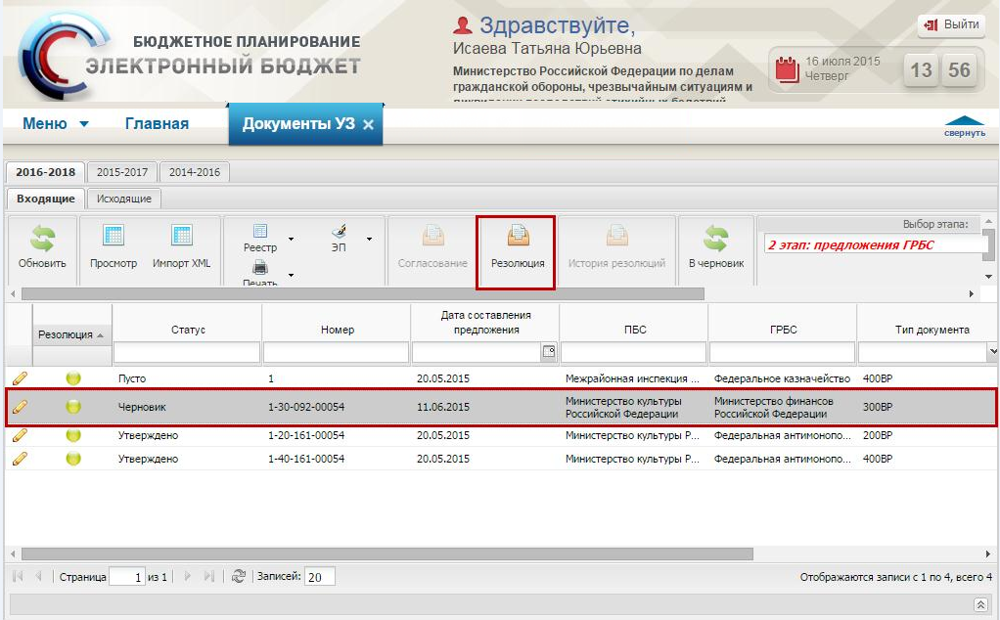 БЮДЖЕТНОЕ ПЛАНИРОВАНИЕ
ЭЛЕКТРОННЫЙ БЮДЖЕТ
Здравствуйте,
Исаева Татьяна Юрьевна
Министерство Российской Федерации по делам
гражданской обороны, чрезвычайным ситуациям и
ликвидации последствий стихийных бедствий
Выйти
16 июля 2015
Четверг
13 56
Меню Главная Документы УЗ
свернуть
2016-2018 2015-2017 2014-2016
Входящие Исходящие
Обновить Просмотр Импорт XML Реестр ЭП Согласование Резолюция История резолюций В черновик
Печать
Выбор этапа:
2 этап: предложения ГРБС
Резолюция Статус Номер Дата составления предложения ПБС ГРБС Тип документа
Пусто 1 20.05.2015 Межрайонная инспекция ... Федеральное казначейство 400ВР
Черновик 1-30-092-00054 11.06.2015 Министерство культуры Российской Федерации Министерство финансов Российской Федерации 300ВР
Утверждено 1-20-161-00054 20.05.2015 Министерство культуры Р... Федеральная антимонопо... 200ВР
Утверждено 1-40-161-00054 20.05.2015 Министерство культуры Р... Федеральная антимонопо... 400ВР
Страница 1 из 1 Записей: 20 Отображаются записи с 1 по 4, всего 4